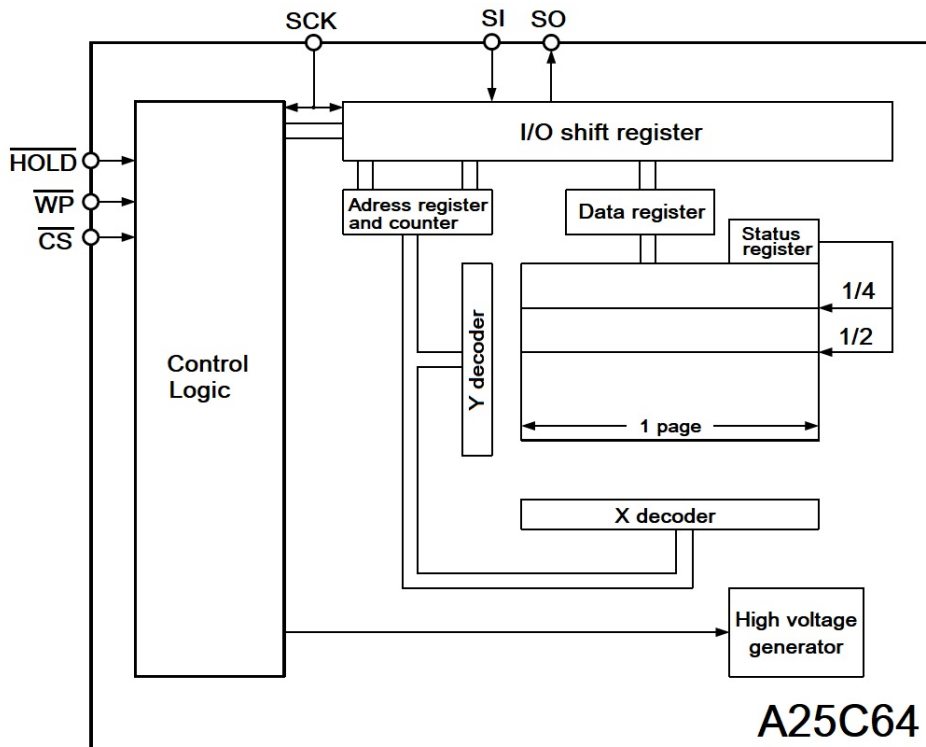 SCK
SI
SO
I/O shift register
HOLD
WP
CS
Adress register
and counter
Data register
Status
register
1/4
1/2
Y decoder
Control
Logic
1 page
X decoder
High voltage
generator
A25C64